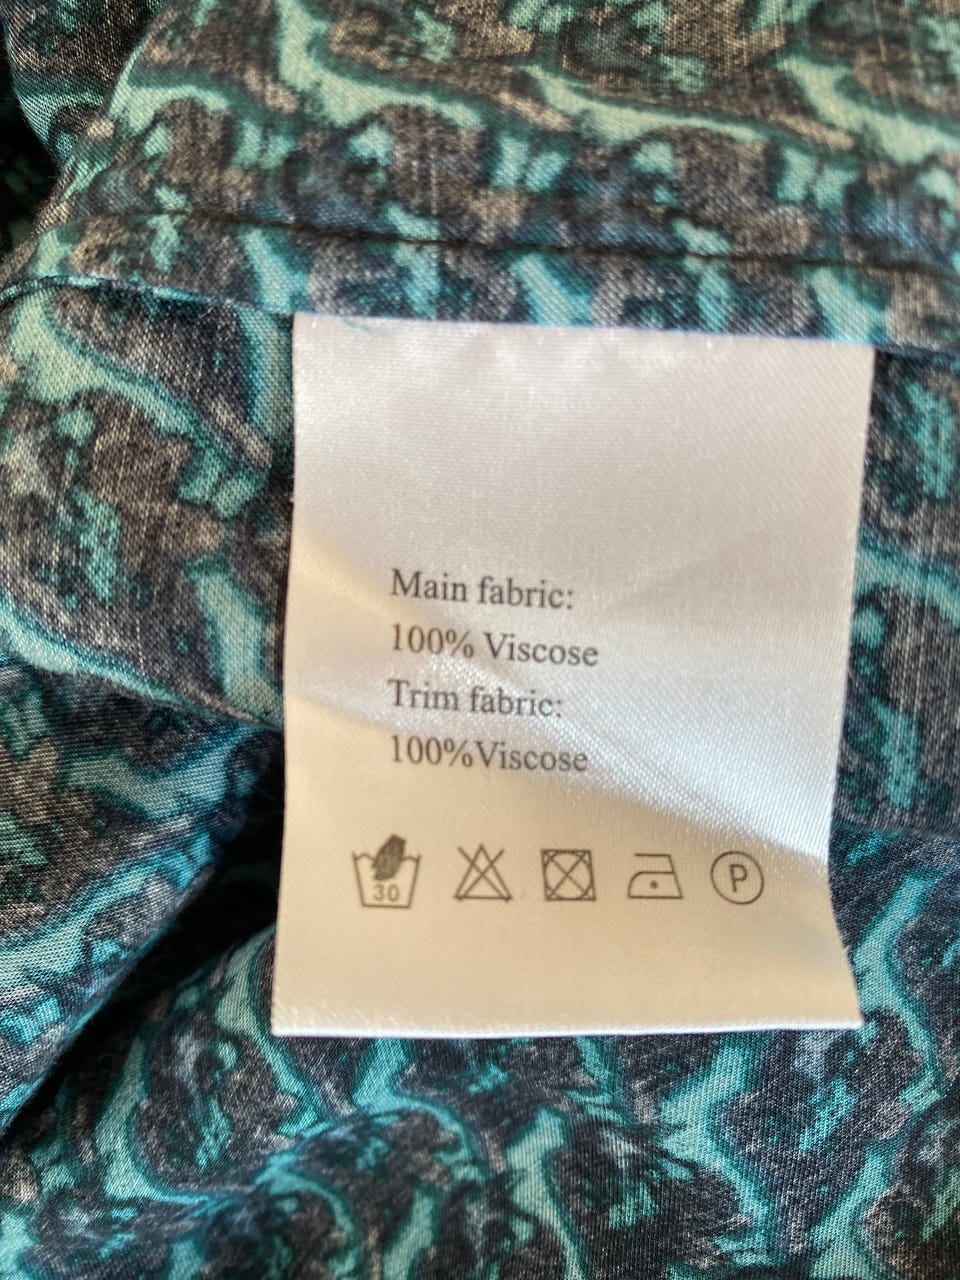 Main fabric:
100% Viscose
Trim fabric:
100%Viscose
30
P